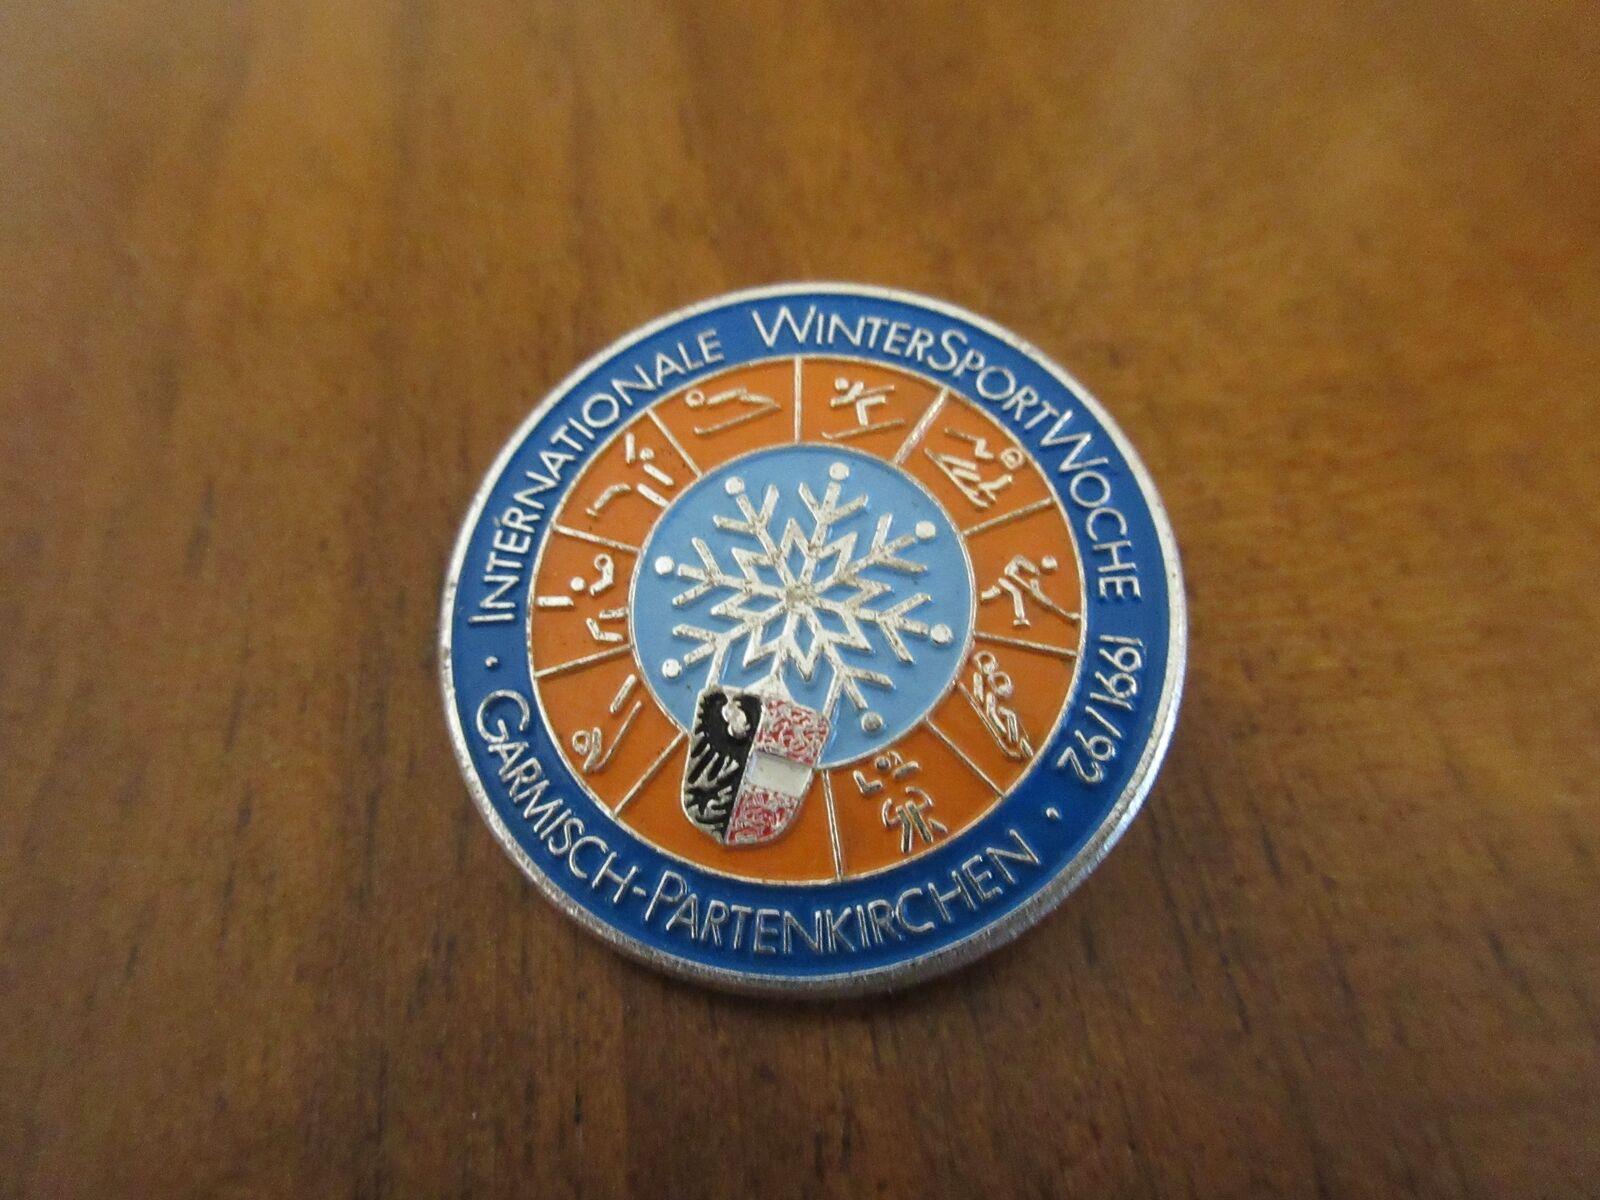 INTERNATIONALE WINTERSPORTWOCHE 1991/92
GARMISCH-PARTENKIRCHEN